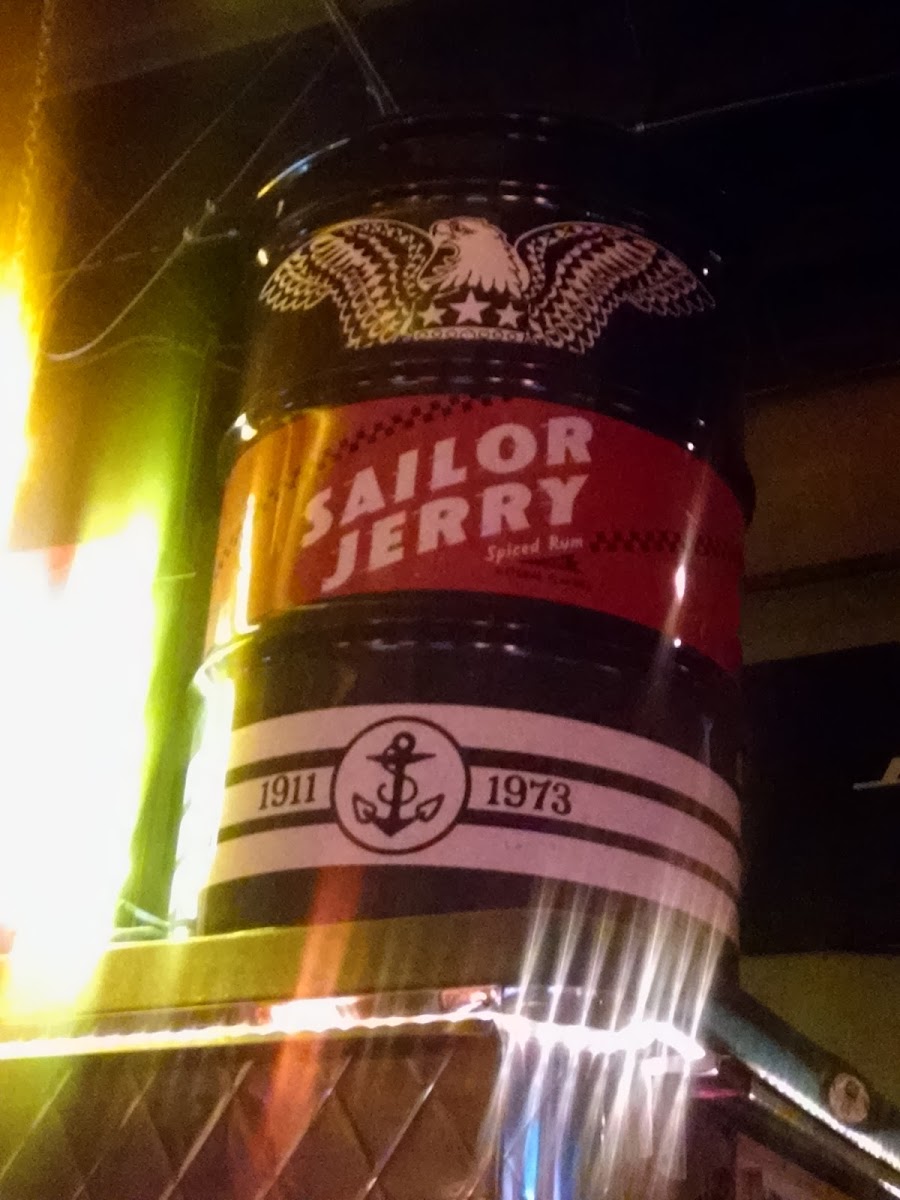 SAILOR
JERRY
Spiced Rum
1911 1973